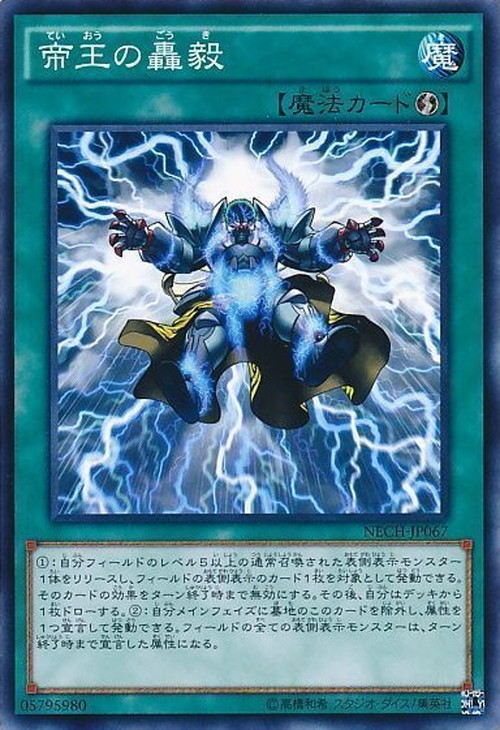 帝王の轟毅
魔
【魔法カード】
NECH-JP067
①:自分フィールドのレベル5以上の通常召喚された表側表示モンスター
1体をリリースし、フィールドの表側表示のカード1枚を対象として発動できる。
そのカードの効果をターン終了時まで無効にする。その後、自分はデッキから
1枚ドローする。②:自分メインフェイズに墓地のこのカードを除外し、属性を
1つ宣言して発動できる。フィールドの全ての表側表示モンスターは、ターン
終了時まで宣言した属性になる。
05795980
©高橋和希 スタジオ・ダイス/集英社